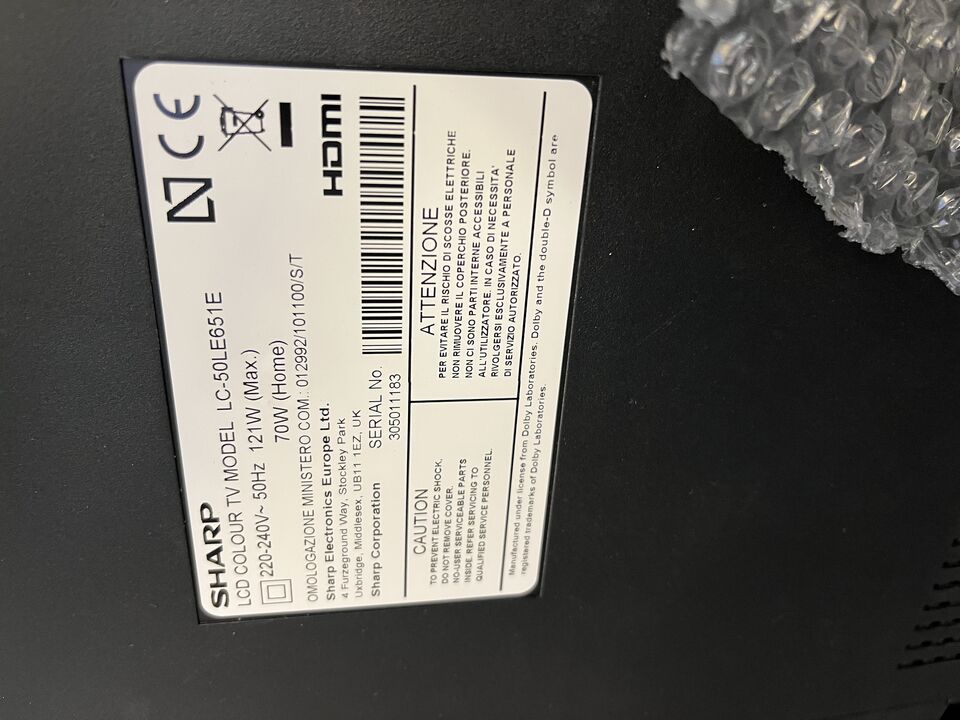 SHARP
LCD COLOUR TV MODEL LC-50LE651E
220-240V~ 50Hz 121W (Max.)
70W (Home)
OMOLOGAZIONE MINISTERO COM.: 012992/101100/S/T
Sharp Electronics Europe Ltd.
4 Furzeground Way, Stockley Park
Uxbridge, Middlesex, UB11 1EZ, UK
Sharp Corporation
SERIAL No.
305011183
CE
HDMI
CAUTION
TO PREVENT ELECTRIC SHOCK,
DO NOT REMOVE COVER.
NO-USER SERVICEABLE PARTS
INSIDE. REFER SERVICING TO
QUALIFIED SERVICE PERSONNEL.
ATTENZIONE
PER EVITARE IL RISCHIO DI SCOSSE ELETTRICHE
NON RIMUOVERE IL COPERCHIO POSTERIORE.
NON CI SONO PARTI INTERNE ACCESSIBILI
ALL'UTILIZZATORE. IN CASO DI NECESSITA'
RIVOLGERSI ESCLUSIVAMENTE A PERSONALE
DI SERVIZIO AUTORIZZATO.
Manufactured under license from Dolby Laboratories. Dolby and the double-D symbol are
registered trademarks of Dolby Laboratories.